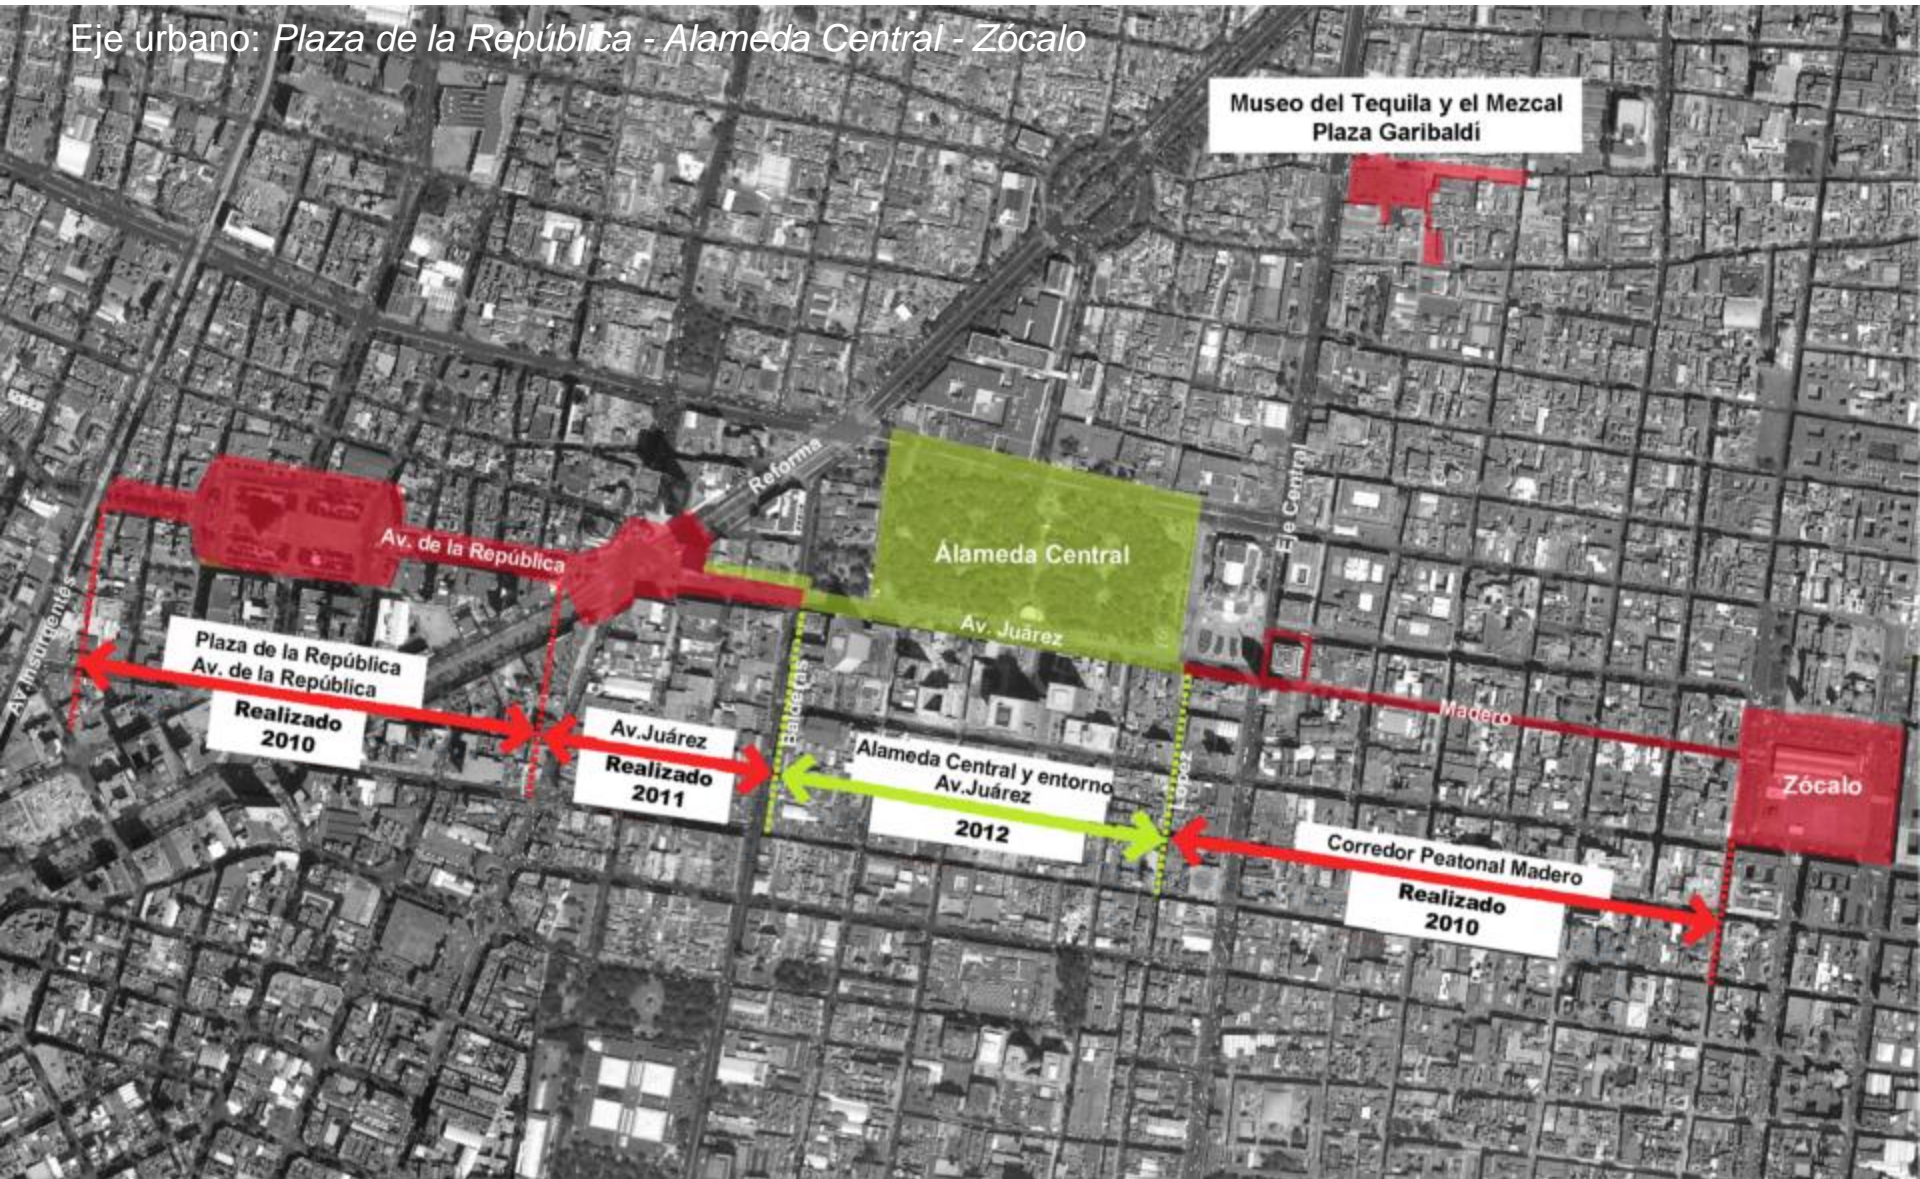 Eje urbano: Plaza de la República - Alameda Central - Zócalo
Museo del Tequila y el Mezcal
Plaza Garibaldi
Reforma
Eje Central
Av. de la República
Alameda Central
Av. Juárez
Av Insurgentes
Plaza de la República
Av. de la República
Realizado
2010
Av.Juárez
Realizado
2011
Balderas
Alameda Central y entorno
Av.Juárez
2012
López
Madero
Zócalo
Corredor Peatonal Madero
Realizado
2010